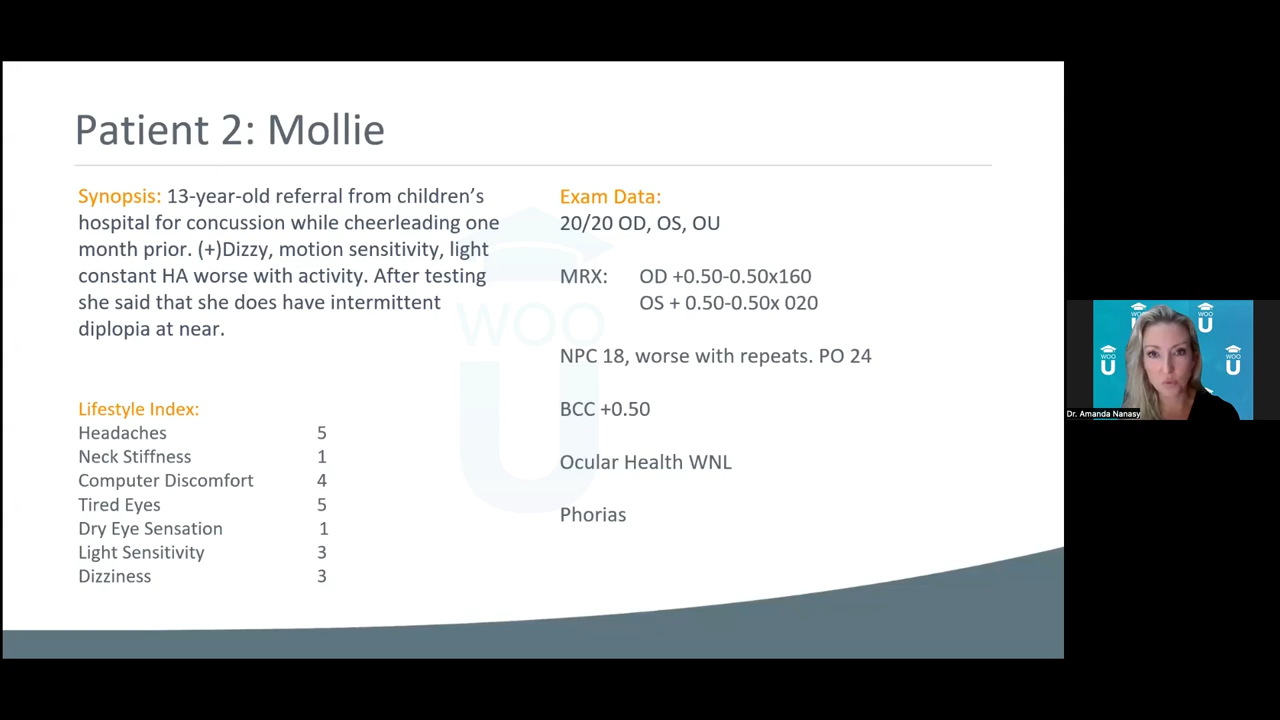 Patient 2: Mollie
Synopsis: 13-year-old referral from children's
hospital for concussion while cheerleading one
month prior. (+)Dizzy, motion sensitivity, light
constant HA worse with activity. After testing
she said that she does have intermittent
diplopia at near.
Lifestyle Index:
Headaches 5
Neck Stiffness 1
Computer Discomfort 4
Tired Eyes 5
Dry Eye Sensation 1
Light Sensitivity 3
Dizziness 3
Exam Data:
20/20 OD, OS, OU
MRX: OD +0.50-0.50x160
OS + 0.50-0.50x 020
NPC 18, worse with repeats. PO 24
BCC +0.50
Ocular Health WNL
Phorias
WOO
U
WOO
U
WOO
U
Dr. Amanda Nanasy